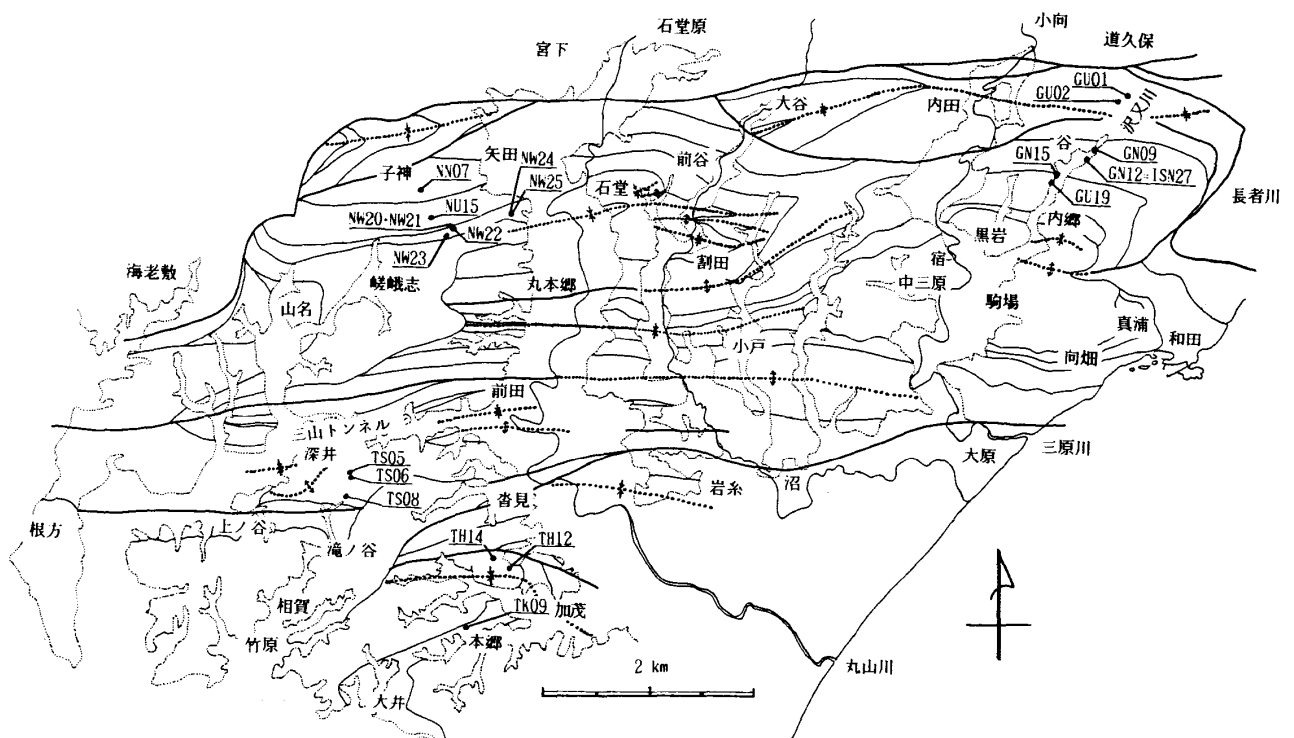 小向
石堂原
道久保
宮下
GU01
大谷
内田
GU02
沢又川
矢田
NW24
前谷
谷
子神
NN07
NW25
石堂
GN15
GN09
GN12=ISN27
NU15
GU19
長者川
NW20・NW21
NW22
黒岩
内郷
NW23
割田
宿
海老敷
嵯峨志
丸本郷
中三原
山名
駒場
真浦
和田
小戸
向畑
前田
三山トンネル
深井
TS05
大原
三原川
TS06
TS08
岩糸
沼
沓見
根方
上ノ谷
滝ノ谷
TH14
TH12
相賀
TK09
加茂
竹原
本郷
2 km
丸山川
大井